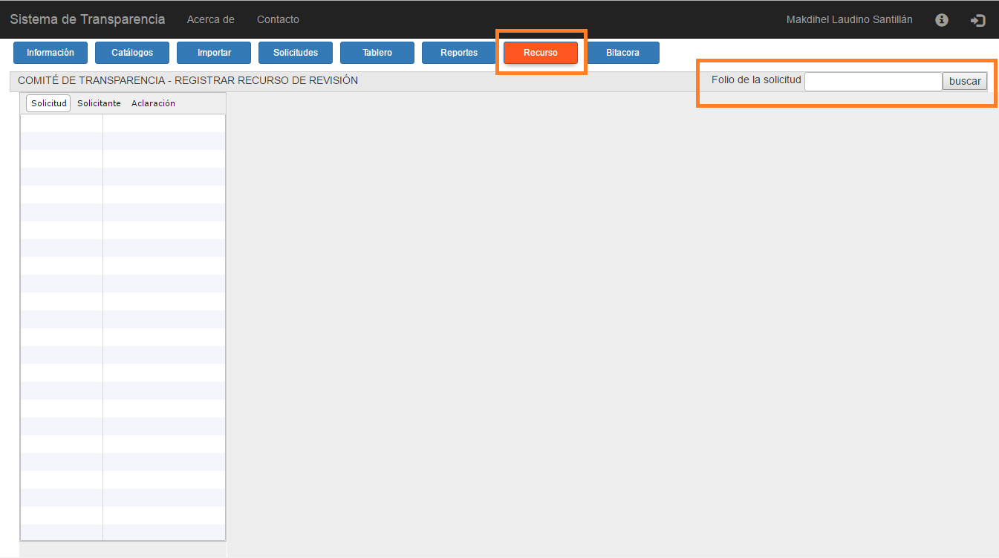 Sistema de Transparencia Acerca de Contacto Makdihel Laudino Santillán
Información Catálogos Importar Solicitudes Tablero Reportes Recurso Bitacora
COMITÉ DE TRANSPARENCIA - REGISTRAR RECURSO DE REVISIÓN Folio de la solicitud buscar
Solicitud Solicitante Aclaración